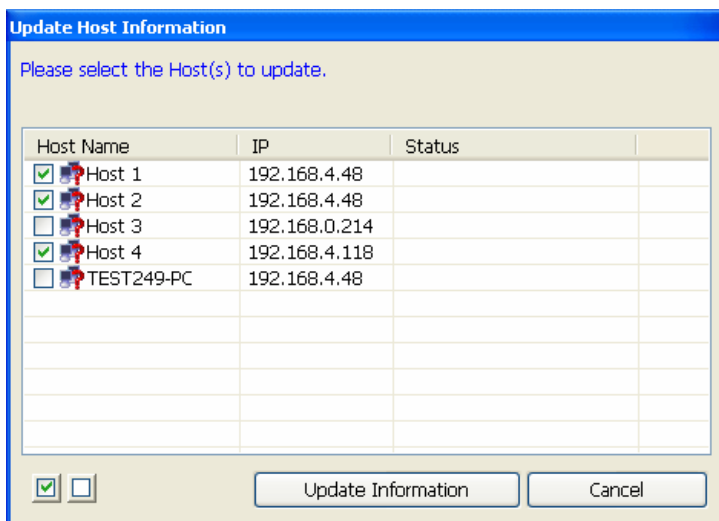 Update Host Information
Please select the Host(s) to update.
Host Name IP Status
Host 1 192.168.4.48
Host 2 192.168.4.48
Host 3 192.168.0.214
Host 4 192.168.4.118
TEST249-PC 192.168.4.48
Update Information Cancel